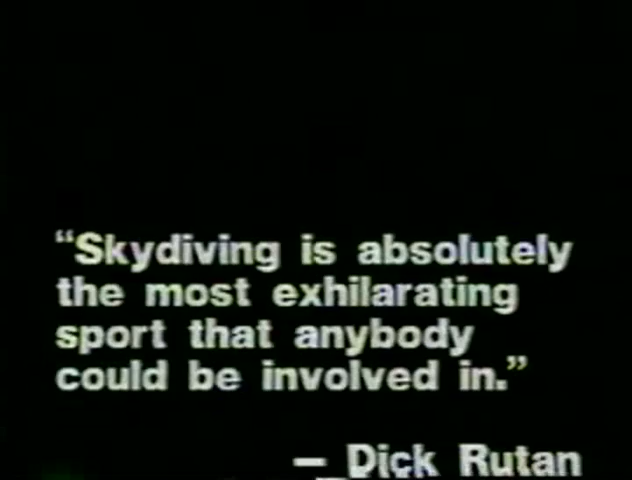 “Skydiving is absolutely
the most exhilarating
sport that anybody
could be involved in.”
— Dick Rutan